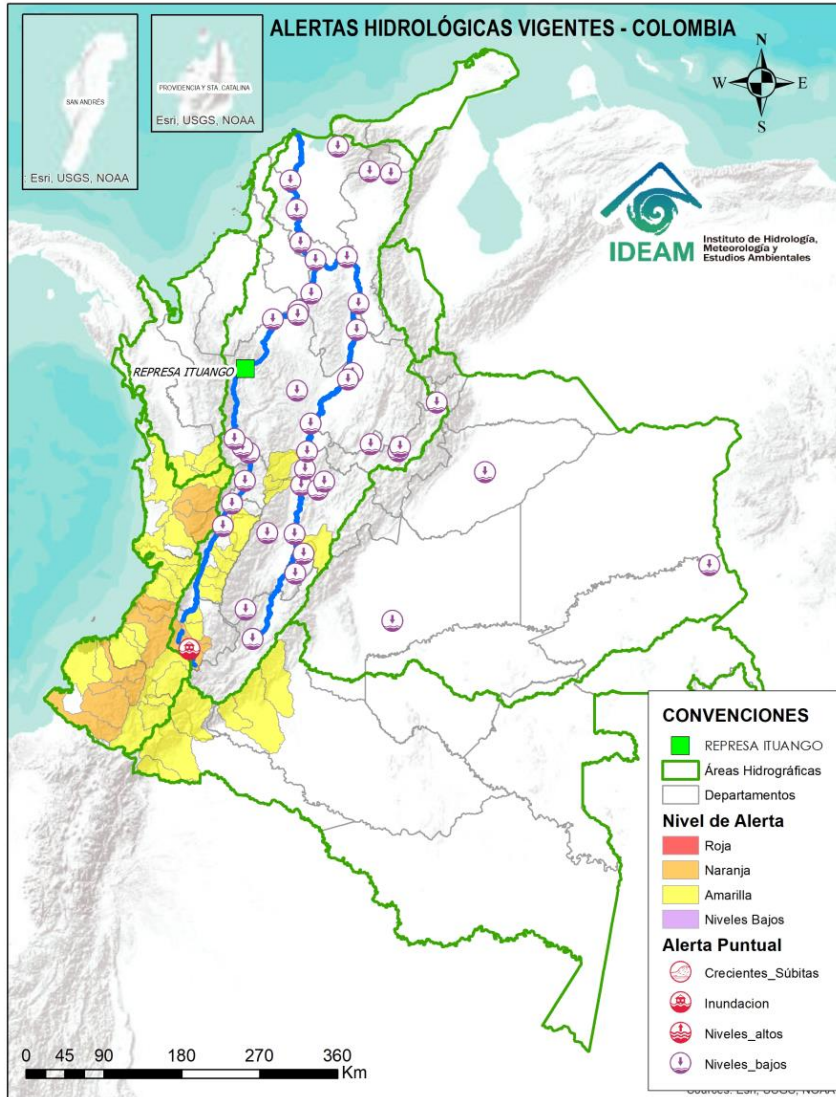 ALERTAS HIDROLÓGICAS VIGENTES - COLOMBIA
SAN ANDRÉS
: Esri, USGS, NOAA
PROVIDENCIA Y STA. CATALINA
Esri, USGS, NOAA
N
W
E
S
IDEAM
Instituto de Hidrología,
Meteorología y
Estudios Ambientales
REPRESA ITUANGO
CONVENCIONES
REPRESA ITUANGO
Áreas Hidrográficas
Departamentos
Nivel de Alerta
Roja
Naranja
Amarilla
Niveles Bajos
Alerta Puntual
Crecientes_Súbitas
Inundacion
Niveles_altos
Niveles_bajos
0 45 90 180 270 360
Km
Sources: Esri, USGS, NOAA